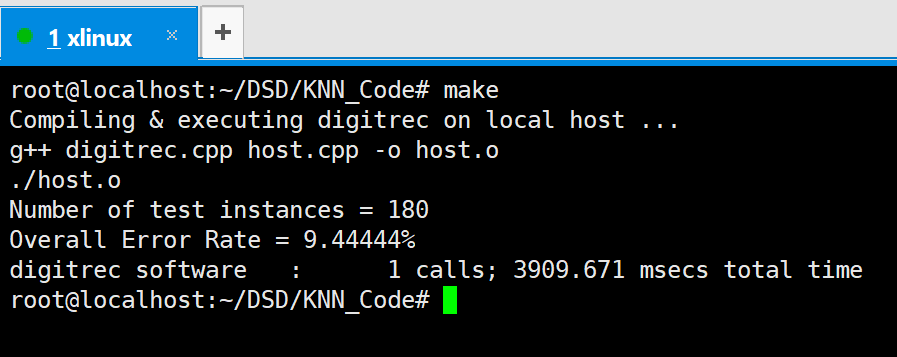 1 xlinux × +
root@localhost:~/DSD/KNN_Code# make
Compiling & executing digitrec on local host ...
g++ digitrec.cpp host.cpp -o host.o
./host.o
Number of test instances = 180
Overall Error Rate = 9.44444%
digitrec software   :      1 calls; 3909.671 msecs total time
root@localhost:~/DSD/KNN_Code#